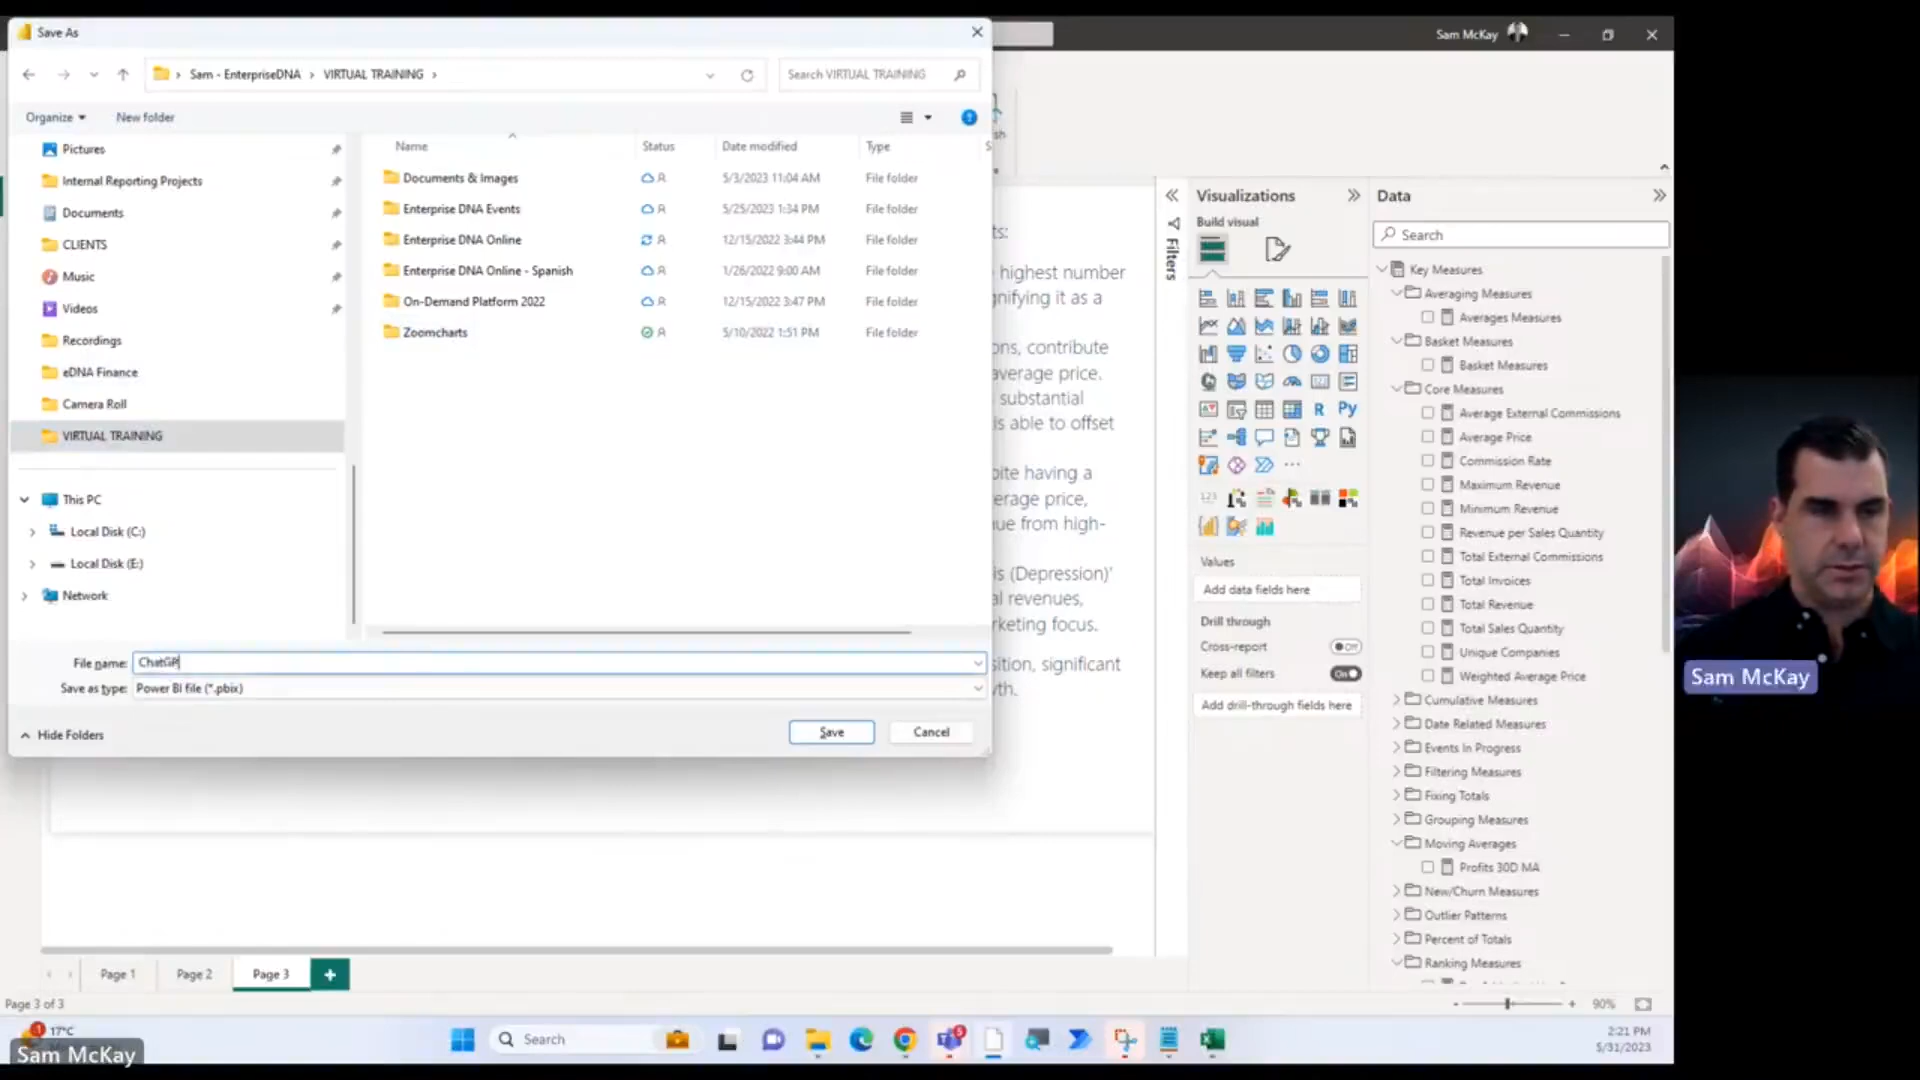 Save As
Sam McKay
Sam - EnterpriseDNA
VIRTUAL TRAINING
Search VIRTUAL TRAINING
Organize
New folder
Pictures
Internal Reporting Projects
Documents
CLIENTS
Music
Videos
Recordings
eDNA Finance
Camera Roll
VIRTUAL TRAINING
This PC
Local Disk (C:)
Local Disk (E:)
Network
Name Status Date modified Type S
Documents & Images 5/3/2023 11:04 AM File folder
Enterprise DNA Events 5/25/2023 1:34 PM File folder
Enterprise DNA Online 12/15/2022 3:44 PM File folder
Enterprise DNA Online - Spanish 1/26/2022 9:00 AM File folder
On-Demand Platform 2022 12/15/2022 3:47 PM File folder
Zoomcharts 5/10/2022 1:51 PM File folder
File name: ChatGP
Save as type: Power BI file (*.pbix)
Hide Folders
Save
Cancel
sh
ts:
highest number
gnifying it as a
ons, contribute
average price.
substantial
is able to offset
ite having a
erage price,
ue from high-
is (Depression)'
al revenues,
rketing focus.
sition, significant
th.
Filters
Visualizations
Build visual
R Py
123
Values
Add data fields here
Drill through
Cross-report
Off
Keep all filters
On
Add drill-through fields here
Data
Search
Key Measures
Averaging Measures
Averages Measures
Basket Measures
Basket Measures
Core Measures
Average External Commissions
Average Price
Commission Rate
Maximum Revenue
Minimum Revenue
Revenue per Sales Quantity
Total External Commissions
Total Invoices
Total Revenue
Total Sales Quantity
Unique Companies
Weighted Average Price
Cumulative Measures
Date Related Measures
Events In Progress
Filtering Measures
Fixing Totals
Grouping Measures
Moving Averages
Profits 30D MA
New/Churn Measures
Outlier Patterns
Percent of Totals
Ranking Measures
Sam McKay
Page 1
Page 2
Page 3
+
Page 3 of 3
- + 90%
1
17°C
Sam McKay
Search
5
2:21 PM
5/31/2023